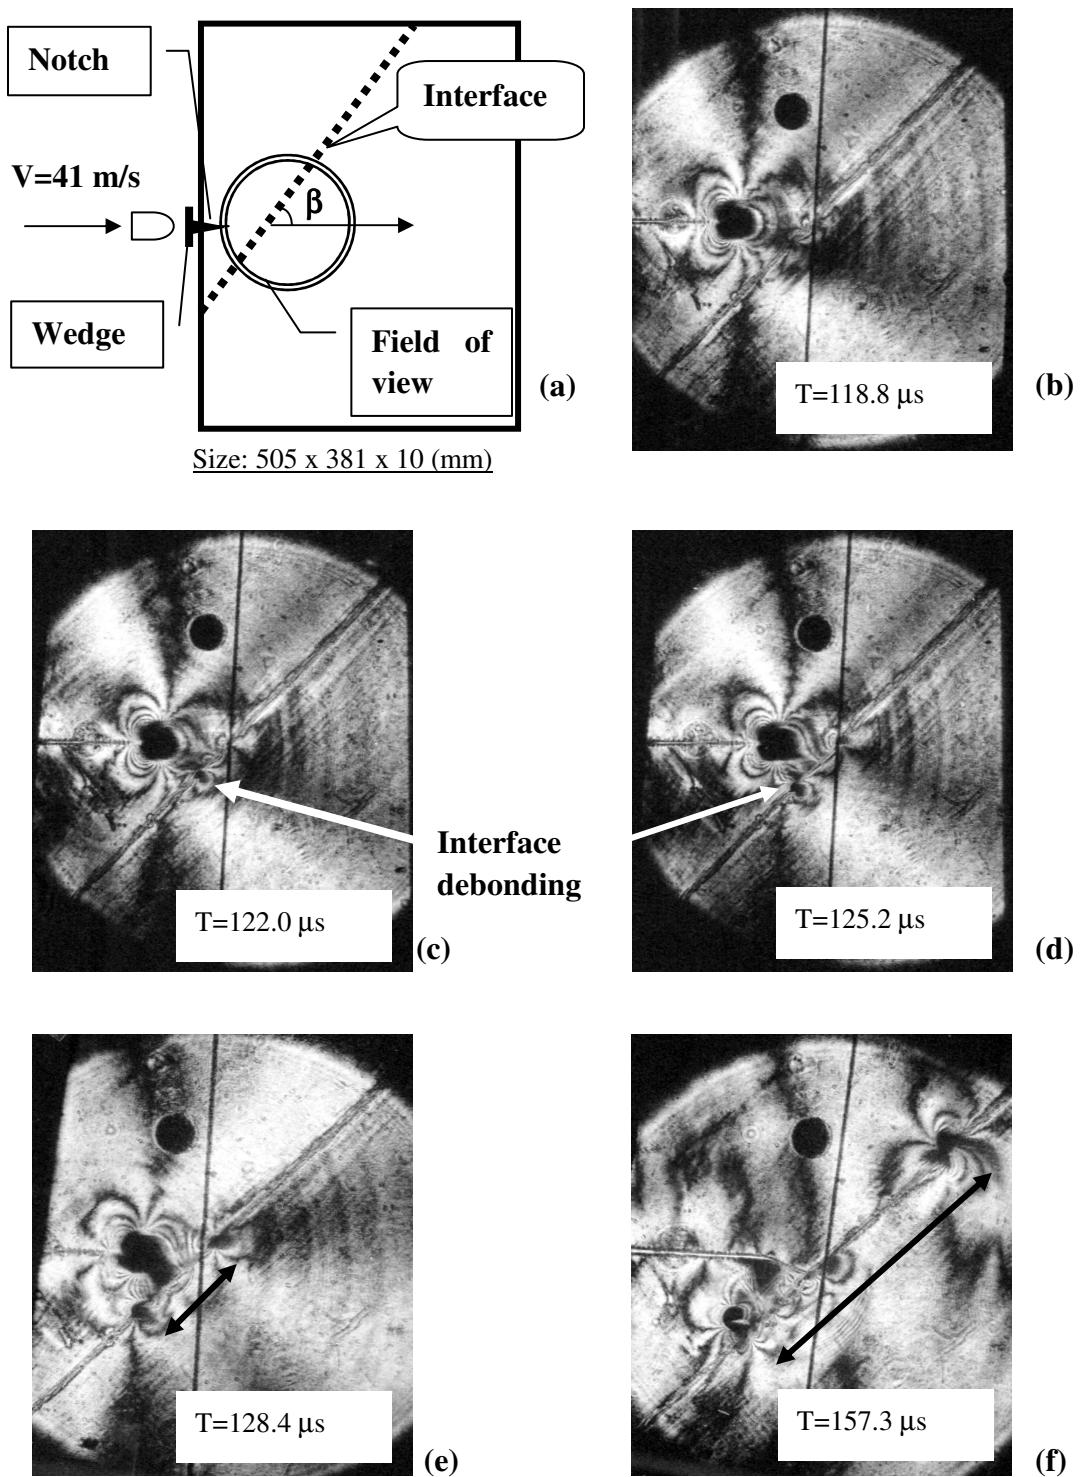 Notch
Interface
V=41 m/s
β
Wedge
Field of
view
(a)
Size: 505 x 381 x 10 (mm)
T=118.8 μs
(b)
Interface
debonding
T=122.0 μs
(c)
T=125.2 μs
(d)
T=128.4 μs
(e)
T=157.3 μs
(f)